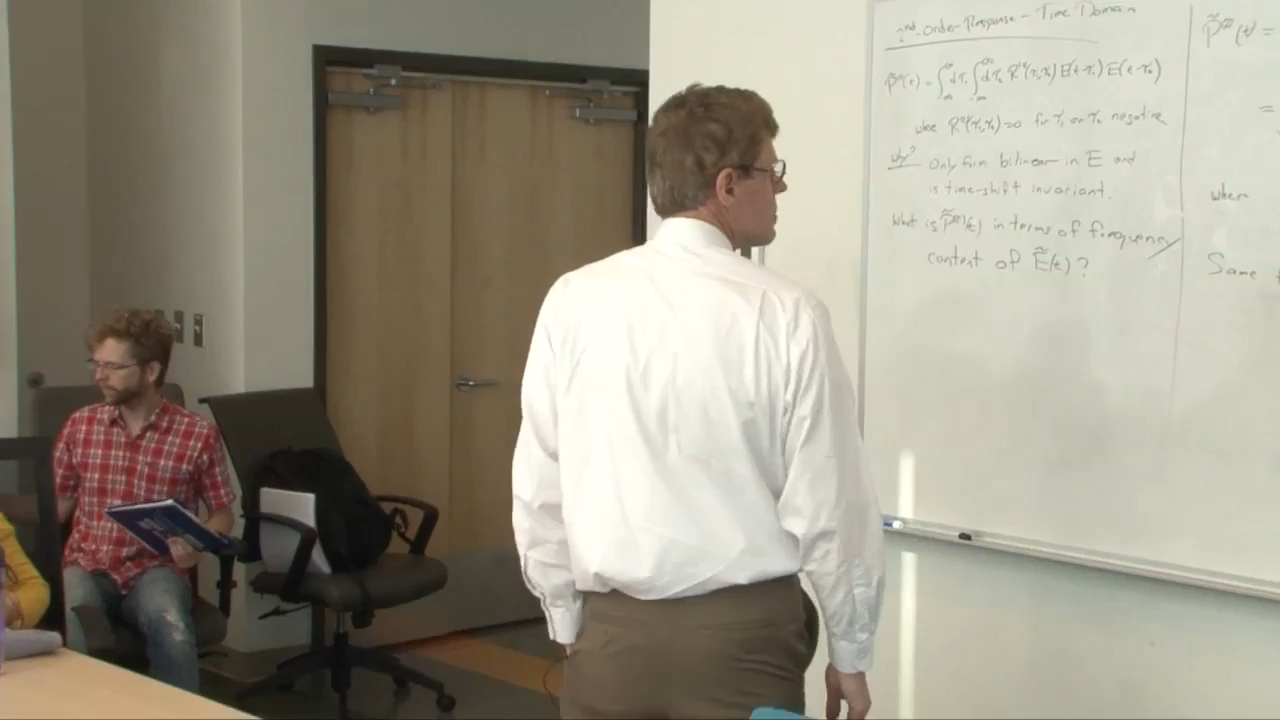 2nd-Order Response - Time Domain
P̃⁽²⁾(t) = ∫₋∞^∞ dτ₁ ∫₋∞^∞ dτ₂ R⁽²⁾(τ₁,τ₂) E(t-τ₁) E(t-τ₂)
where R⁽²⁾(τ₁,τ₂)=0 for τ₁ or τ₂ negative
Why? Only form bilinear in E and
is time-shift invariant.
What is P̃⁽²⁾(t) in terms of frequency
content of Ẽ(t)?
P̃⁽²⁾(t) =
=
where
Same